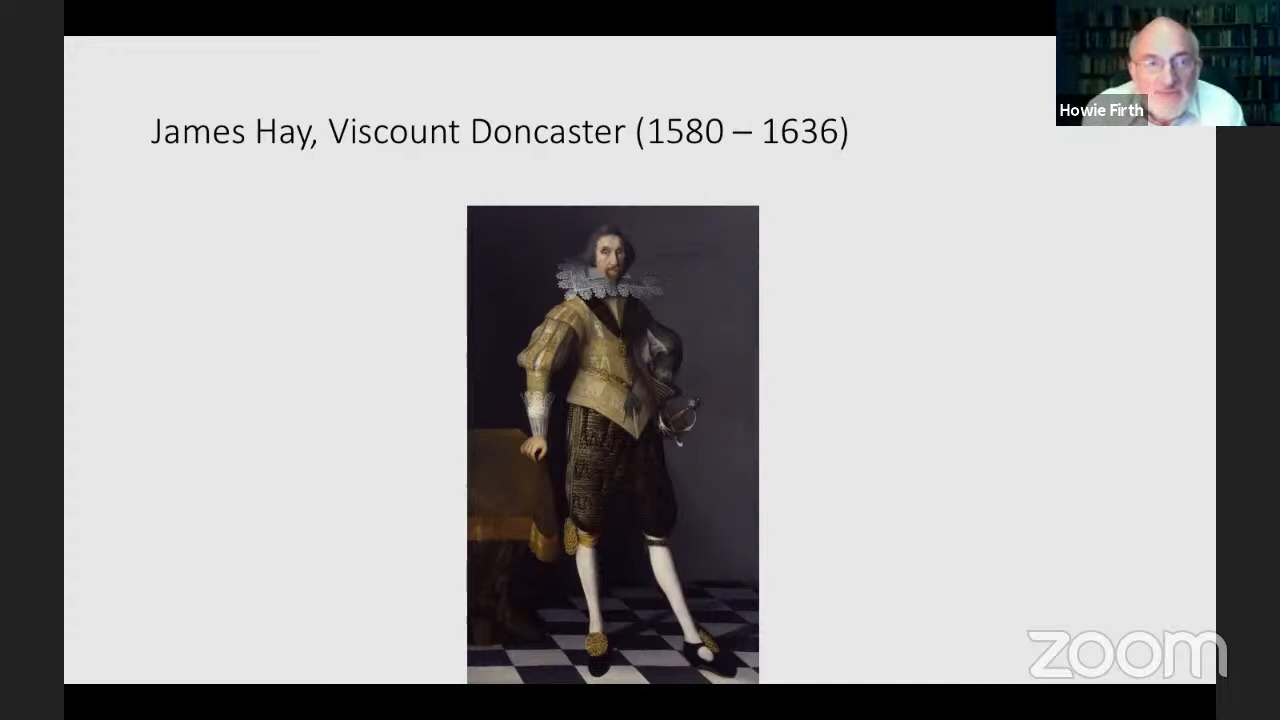 James Hay, Viscount Doncaster (1580 – 1636)
Howie Firth
zoom